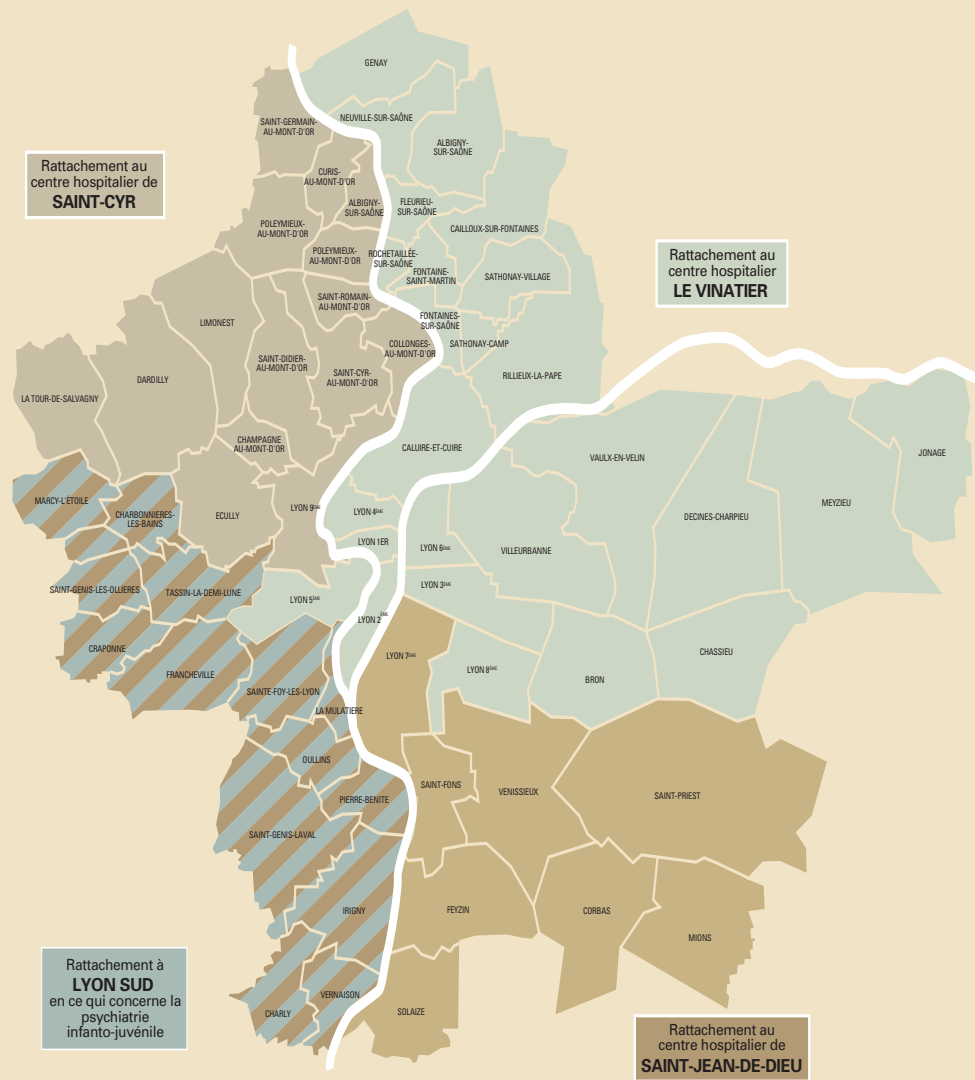 GENAY
NEUVILLE-SUR-SAÔNE
SAINT-GERMAIN-
AU-MONT-D'OR
ALBIGNY
-SUR-SAÔNE
Rattachement au
centre hospitalier de
SAINT-CYR
CURIS-
AU-MONT-D'OR
ALBIGNY-
SUR-SAÔNE
FLEURIEU
-SUR-SAÔNE
POLEYMIEUX-
AU-MONT-D'OR
CAILLOUX-SUR-FONTAINES
POLEYMIEUX-
AU-MONT-D'OR
ROCHETAILLÉE-
SUR-SAÔNE
Rattachement au
centre hospitalier
LE VINATIER
FONTAINE-
SAINT-MARTIN
SATHONAY-VILLAGE
SAINT-ROMAIN-
AU-MONT-D'OR
LIMONEST
FONTAINES-
SUR-SAÔNE
COLLONGES-
AU-MONT-D'OR
SATHONAY-CAMP
SAINT-DIDIER-
AU-MONT-D'OR
SAINT-CYR-
AU-MONT-D'OR
RILLIEUX-LA-PAPE
DARDILLY
LA TOUR-DE-SALVAGNY
CHAMPAGNE
AU-MONT-D'OR
CALUIRE-ET-CUIRE
VAULX-EN-VELIN
JONAGE
MARCY-L'ÉTOILE
CHARBONNIERES-
LES-BAINS
ECULLY
LYON 9ÈME
LYON 4ÈME
DECINES-CHARPIEU
MEYZIEU
LYON 1ER
LYON 6ÈME
VILLEURBANNE
SAINT-GENIS-LES-OLLIERES
TASSIN-LA-DEMI-LUNE
LYON 5ÈME
LYON 3ÈME
LYON 2ÈME
CRAPONNE
FRANCHEVILLE
LYON 7ÈME
LYON 8ÈME
BRON
CHASSIEU
SAINTE-FOY-LES-LYON
LA MULATIERE
OULLINS
SAINT-FONS
VENISSIEUX
SAINT-PRIEST
PIERRE-BENITE
SAINT-GENIS-LAVAL
IRIGNY
FEYZIN
CORBAS
MIONS
Rattachement à
LYON SUD
en ce qui concerne la
psychiatrie
infanto-juvénile
VERNAISON
CHARLY
SOLAIZE
Rattachement au
centre hospitalier de
SAINT-JEAN-DE-DIEU